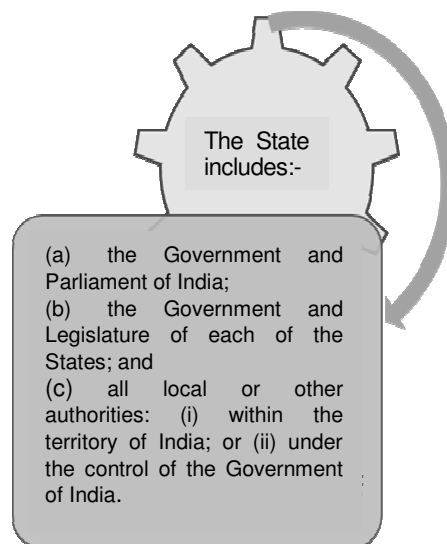 The State
includes:-
(a) the Government and
Parliament of India;
(b) the Government and
Legislature of each of the
States; and
(c) all local or other
authorities: (i) within the
territory of India; or (ii) under
the control of the Government
of India.